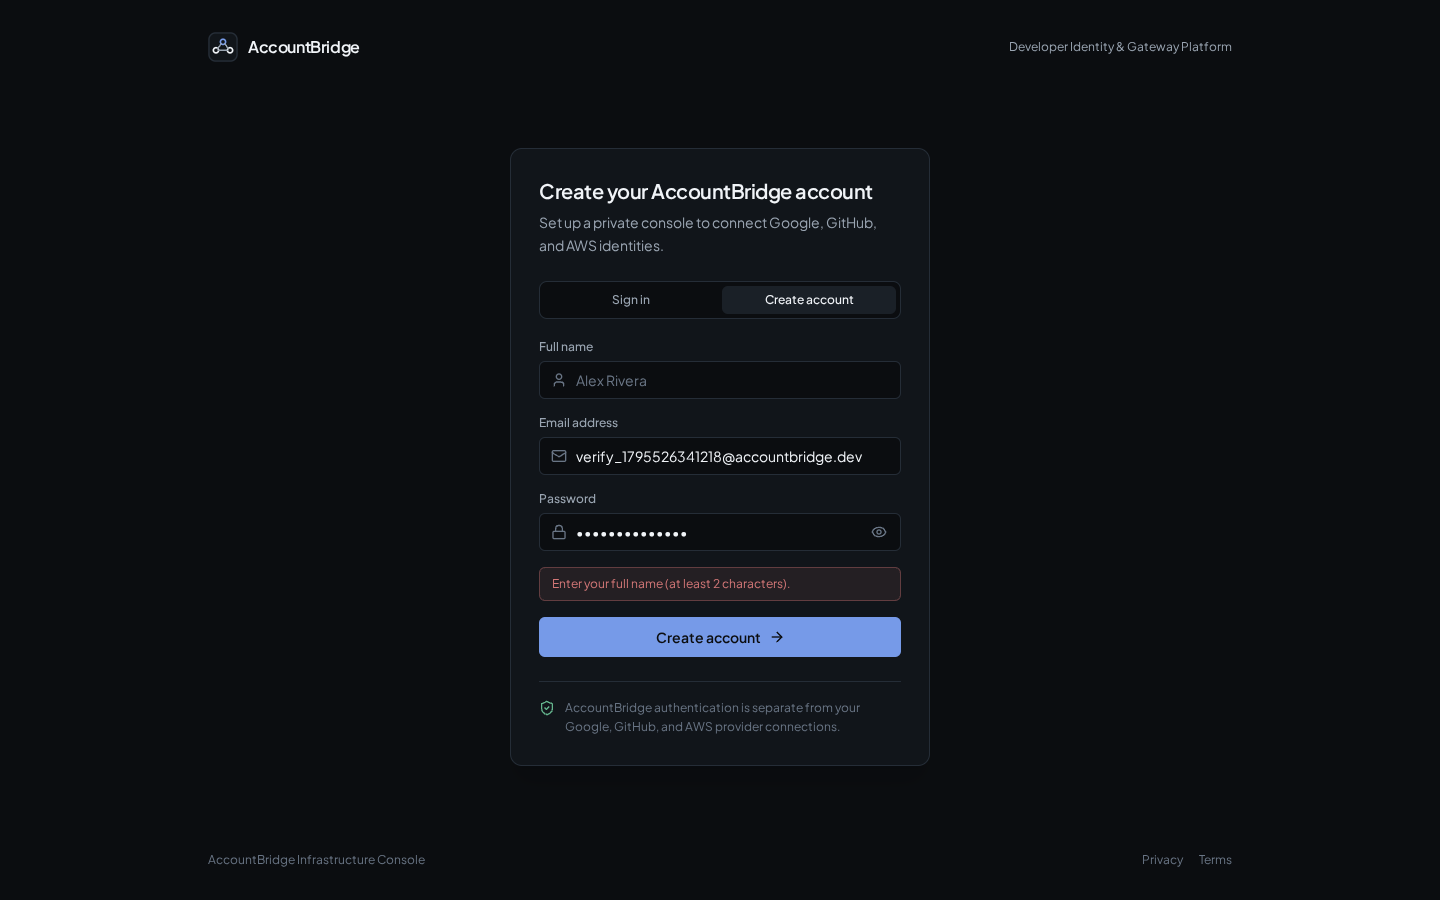 AccountBridge
Developer Identity & Gateway Platform
Create your AccountBridge account
Set up a private console to connect Google, GitHub,
and AWS identities.
Sign in
Create account
Full name
Alex Rivera
Email address
verify_1795526341218@accountbridge.dev
Password
••••••••••••••
Enter your full name (at least 2 characters).
Create account →
AccountBridge authentication is separate from your
Google, GitHub, and AWS provider connections.
AccountBridge Infrastructure Console
Privacy
Terms